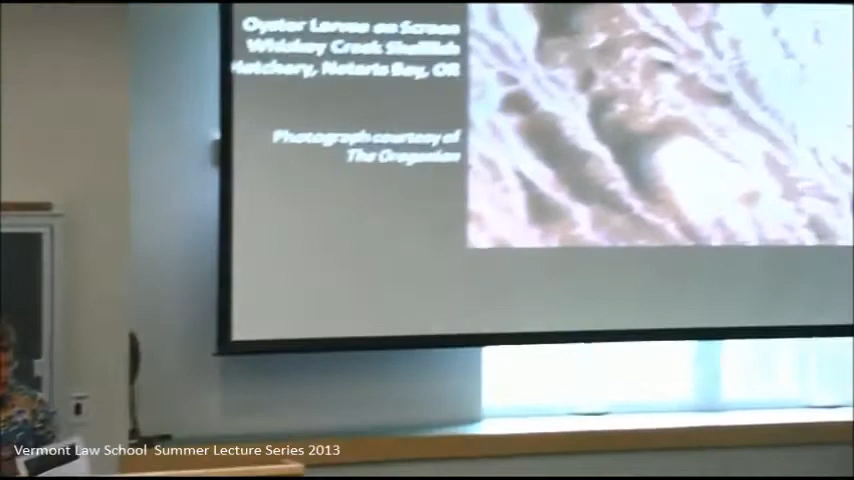 Oyster Larvae on Screen
Whiskey Creek Shellfish
Hatchery, Netarts Bay, OR
Photograph courtesy of
The Oregonian
Vermont Law School Summer Lecture Series 2013